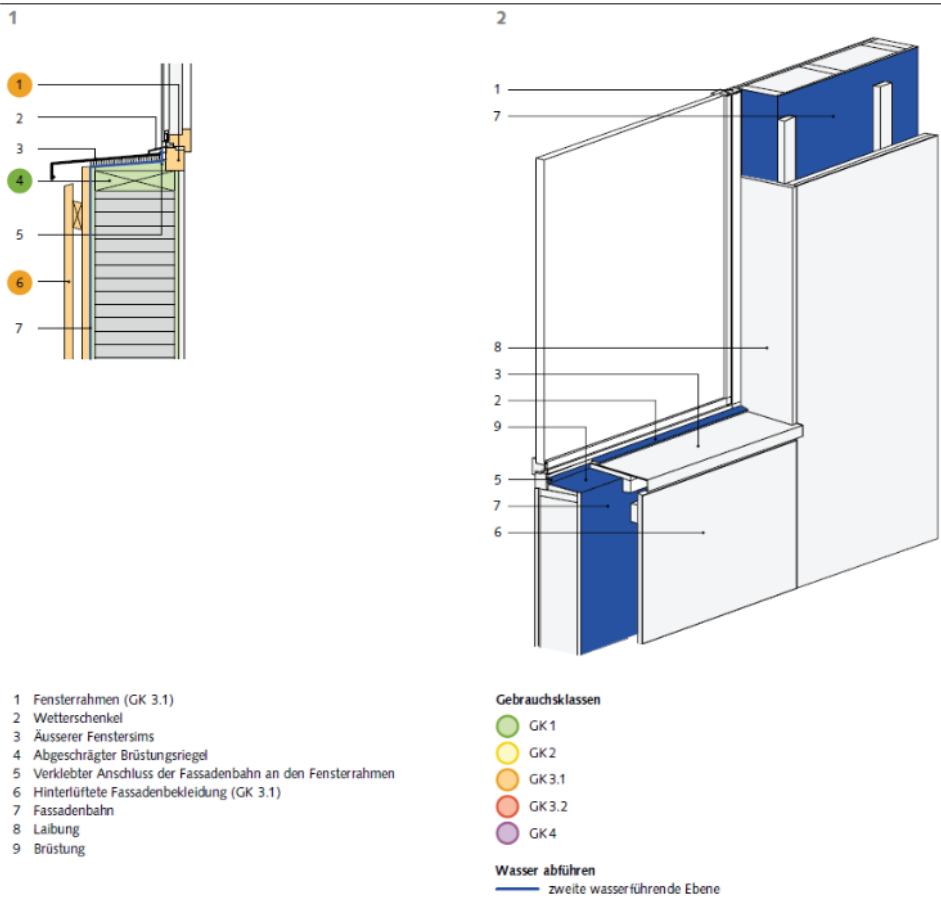 1
1
2
3
4
5
6
7
2
1
7
8
3
2
9
5
7
6
1 Fensterrahmen (GK 3.1)
2 Wetterschenkel
3 Äusserer Fenstersims
4 Abgeschrägter Brüstungsriegel
5 Verklebter Anschluss der Fassadenbahn an den Fensterrahmen
6 Hinterlüftete Fassadenbekleidung (GK 3.1)
7 Fassadenbahn
8 Laibung
9 Brüstung
Gebrauchsklassen
GK 1
GK 2
GK 3.1
GK 3.2
GK 4
Wasser abführen
zweite wasserführende Ebene